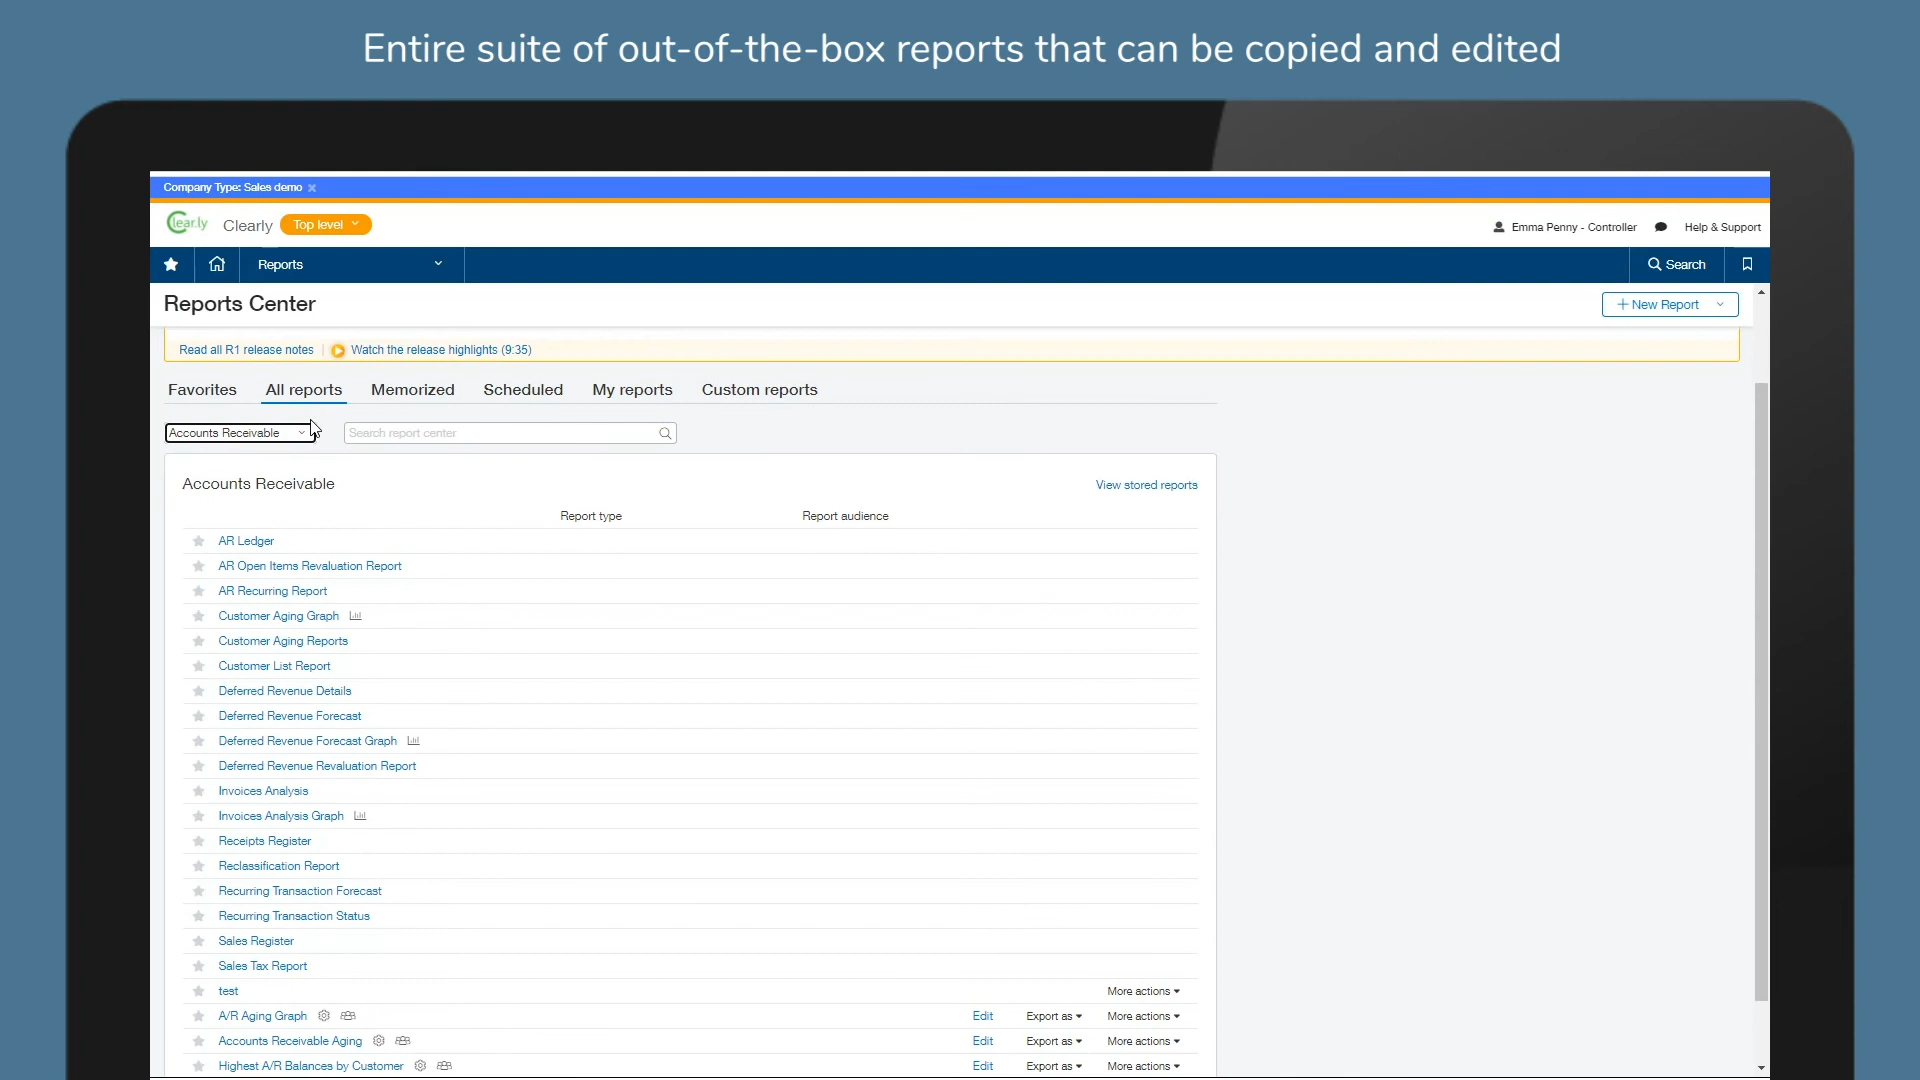 Entire suite of out-of-the-box reports that can be copied and edited
Company Type: Sales demo
Clear.ly Clearly Top level
Emma Penny - Controller Help & Support
Reports Search
Reports Center + New Report
Read all R1 release notes Watch the release highlights (9:35)
Favorites All reports Memorized Scheduled My reports Custom reports
Accounts Receivable Search report center
Accounts Receivable View stored reports
Report type Report audience
AR Ledger
AR Open Items Revaluation Report
AR Recurring Report
Customer Aging Graph
Customer Aging Reports
Customer List Report
Deferred Revenue Details
Deferred Revenue Forecast
Deferred Revenue Forecast Graph
Deferred Revenue Revaluation Report
Invoices Analysis
Invoices Analysis Graph
Receipts Register
Reclassification Report
Recurring Transaction Forecast
Recurring Transaction Status
Sales Register
Sales Tax Report
test More actions
A/R Aging Graph Edit Export as More actions
Accounts Receivable Aging Edit Export as More actions
Highest A/R Balances by Customer Edit Export as More actions